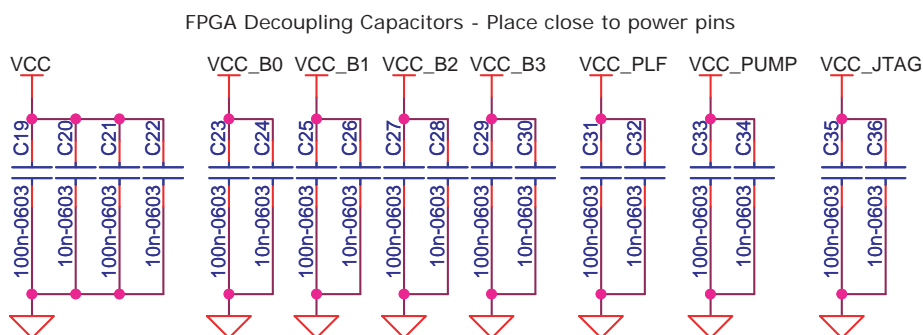 FPGA Decoupling Capacitors - Place close to power pins
VCC
VCC_B0
VCC_B1
VCC_B2
VCC_B3
VCC_PLF
VCC_PUMP
VCC_JTAG
C19
C20
C21
C22
C23
C24
C25
C26
C27
C28
C29
C30
C31
C32
C33
C34
C35
C36
100n-0603
10n-0603
100n-0603
10n-0603
100n-0603
10n-0603
100n-0603
10n-0603
100n-0603
10n-0603
100n-0603
10n-0603
100n-0603
10n-0603
100n-0603
10n-0603
100n-0603
10n-0603